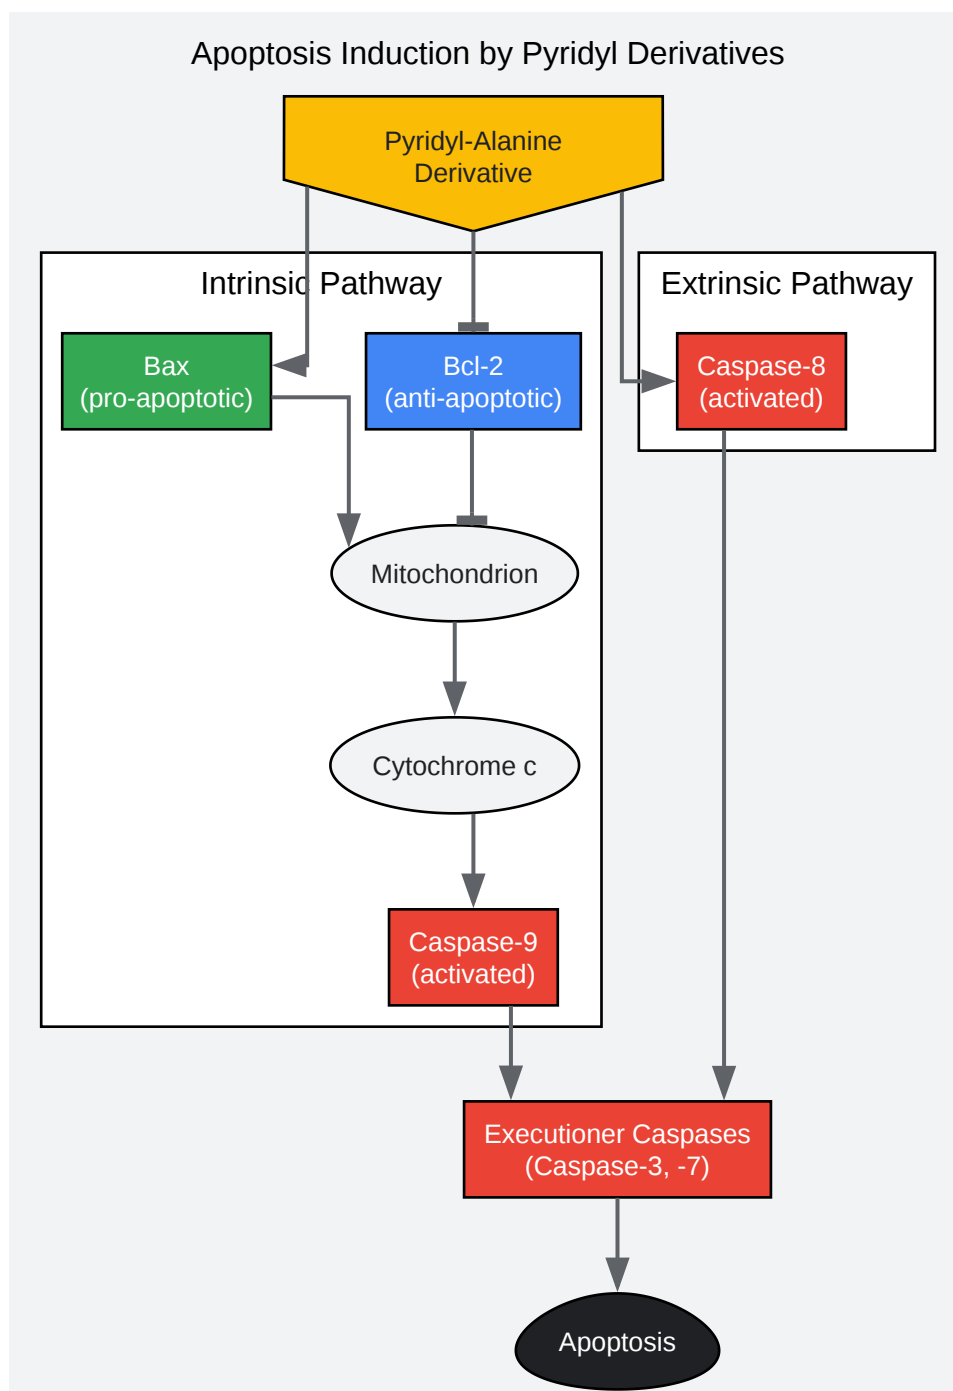 Apoptosis Induction by Pyridyl Derivatives
Pyridyl-Alanine
Derivative
Intrinsic Pathway
Extrinsic Pathway
Bax
(pro-apoptotic)
Bcl-2
(anti-apoptotic)
Caspase-8
(activated)
Mitochondrion
Cytochrome c
Caspase-9
(activated)
Executioner Caspases
(Caspase-3, -7)
Apoptosis